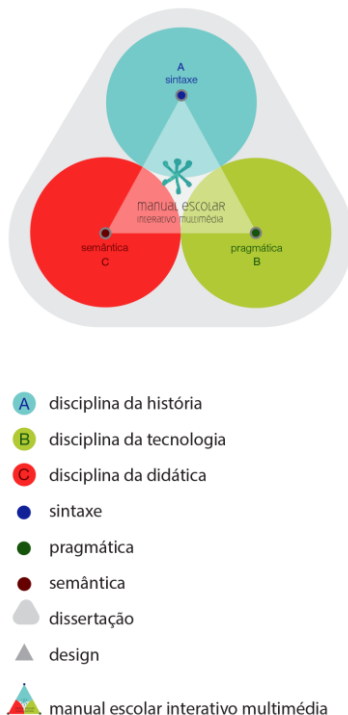 A
sintaxe
manual escolar
interativo multimédia
semântica
C
pragmática
B
A disciplina da história
B disciplina da tecnologia
C disciplina da didática
sintaxe
pragmática
semântica
dissertação
design
manual escolar interativo multimédia